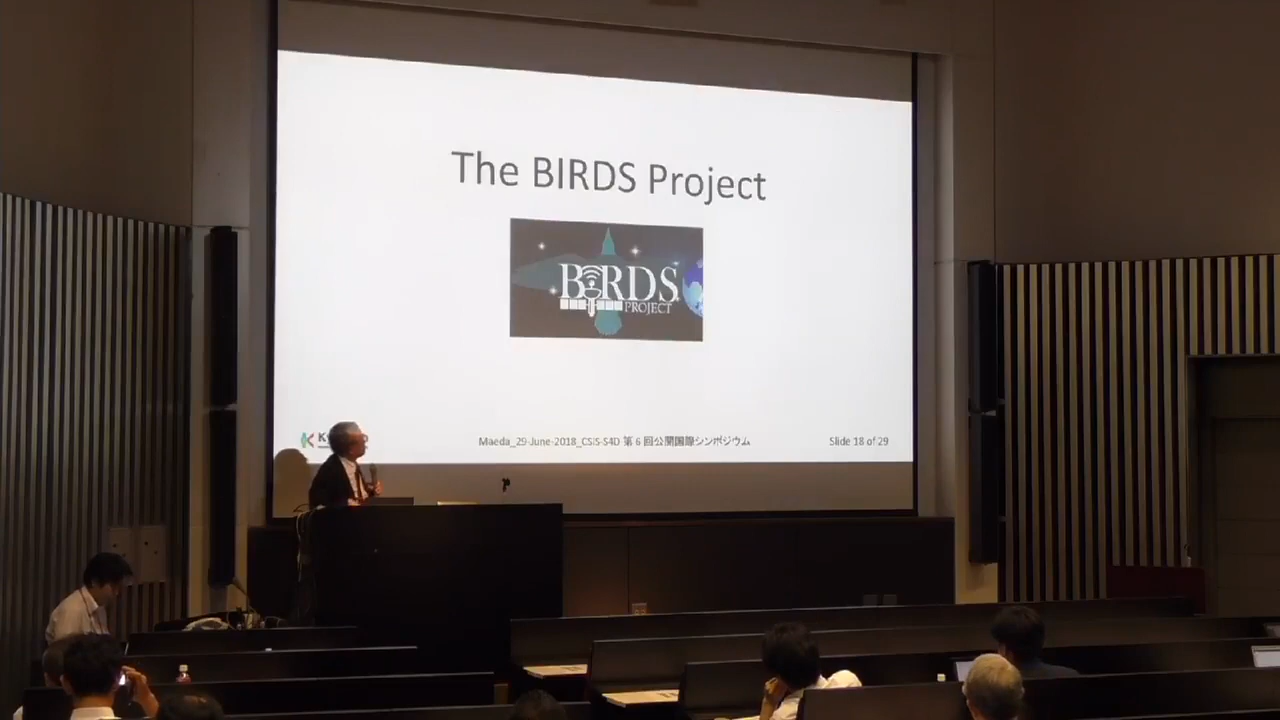 The BIRDS Project
BIRDS
PROJECT
Maeda_29-June-2018_CSIS-S4D 第 6 回公開国際シンポジウム
Slide 18 of 29